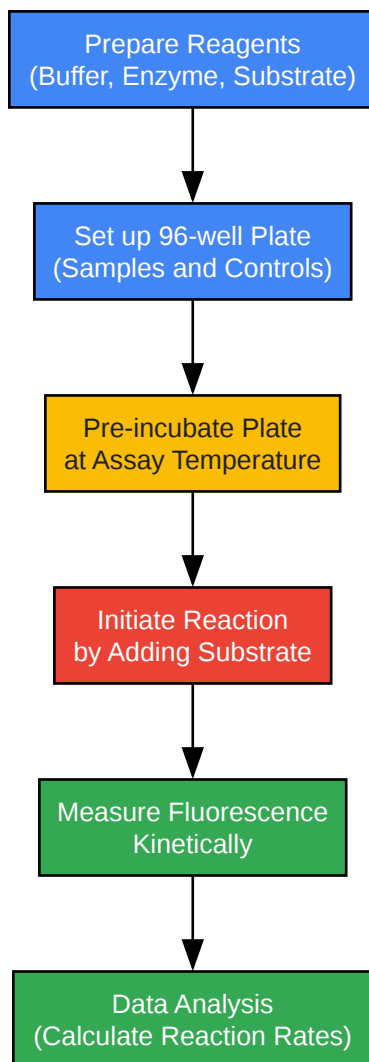 Prepare Reagents
(Buffer, Enzyme, Substrate)
Set up 96-well Plate
(Samples and Controls)
Pre-incubate Plate
at Assay Temperature
Initiate Reaction
by Adding Substrate
Measure Fluorescence
Kinetically
Data Analysis
(Calculate Reaction Rates)